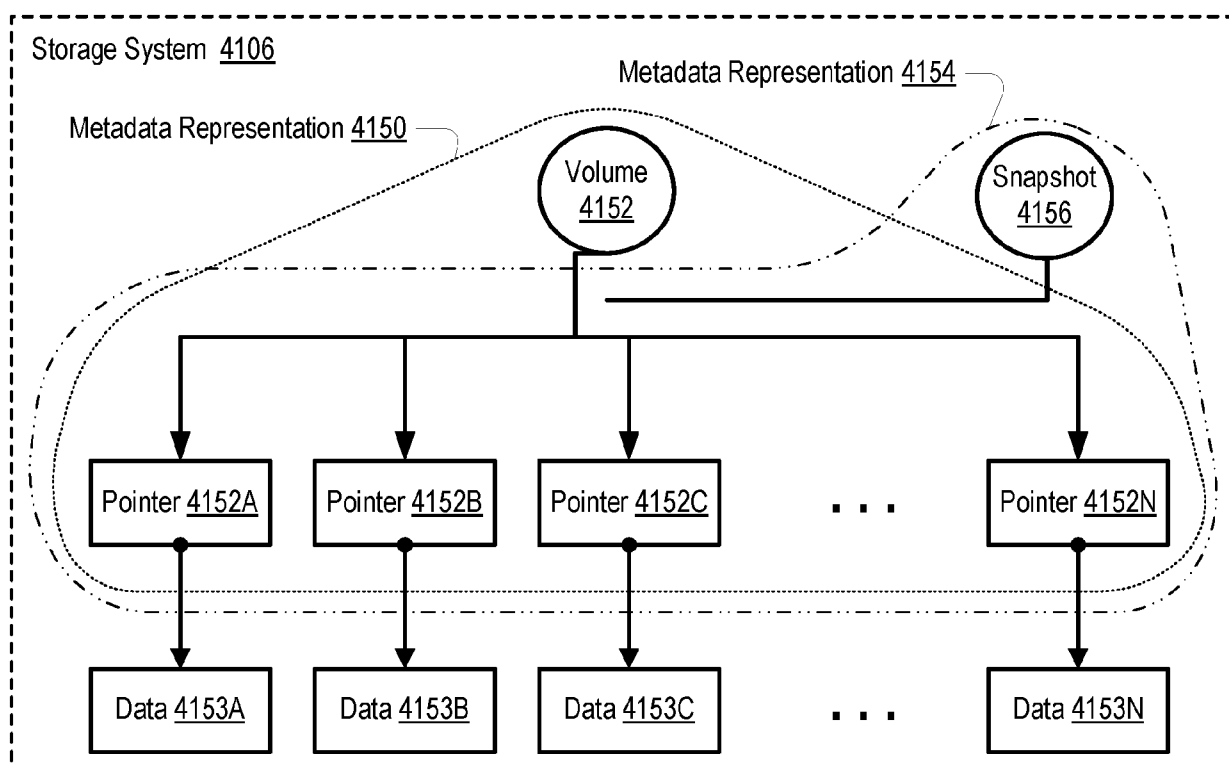 Storage System 4106
Metadata Representation 4154
Metadata Representation 4150
Volume
4152
Snapshot
4156
Pointer 4152A
Pointer 4152B
Pointer 4152C
. . .
Pointer 4152N
Data 4153A
Data 4153B
Data 4153C
. . .
Data 4153N